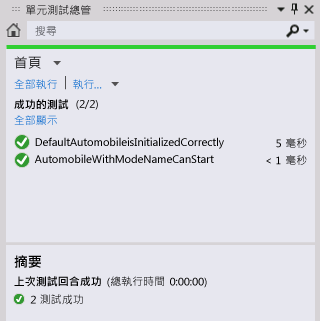 單元測試總管
搜尋
首頁
全部執行 執行...
成功的測試 (2/2)
全部顯示
DefaultAutomobileisInitializedCorrectly 5 毫秒
AutomobileWithModeNameCanStart < 1 毫秒
摘要
上次測試回合成功 (總執行時間 0:00:00)
2 測試成功